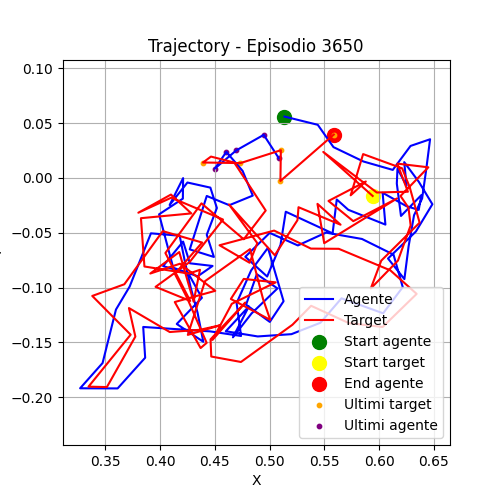 Trajectory - Episodio 3650
0.10
0.05
0.00
−0.05
−0.10
−0.15
−0.20
0.35 0.40 0.45 0.50 0.55 0.60 0.65
X
Agente
Target
Start agente
Start target
End agente
Ultimi target
Ultimi agente